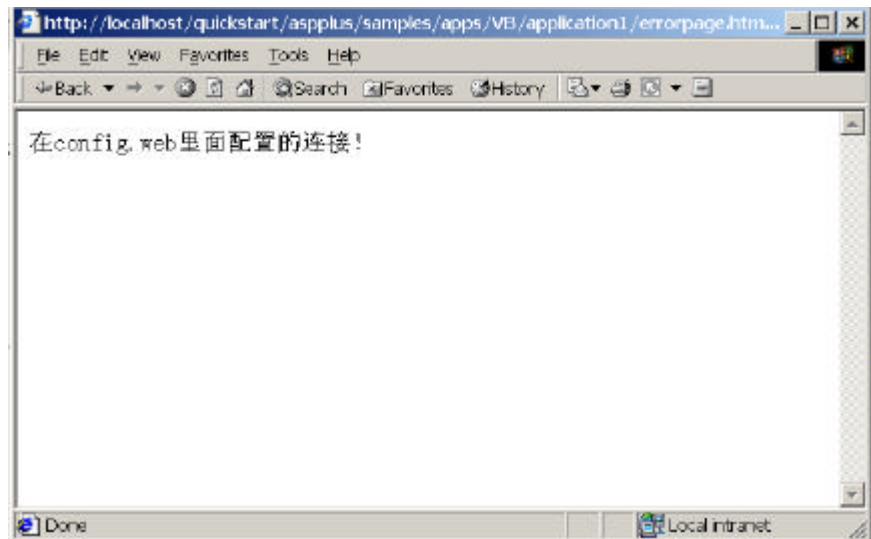 http://localhost/quickstart/aspplus/samples/apps/VB/application1/errorpage.htm...
File Edit View Favorites Tools Help
Back Search Favorites History
在config.web里面配置的连接!
Done Local intranet